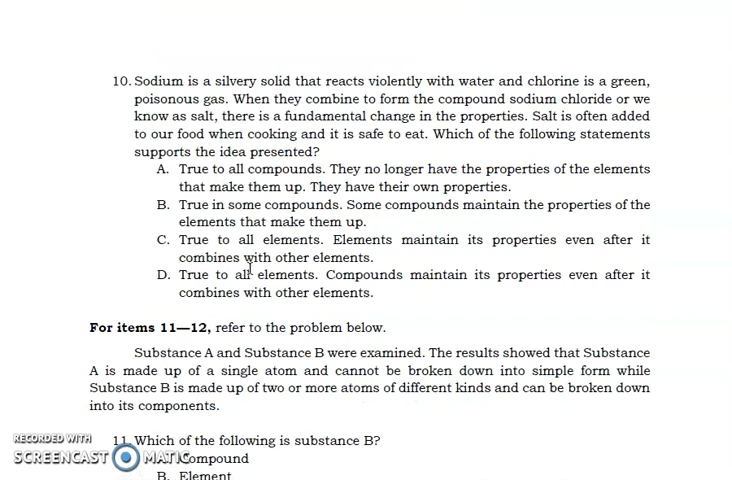 10. Sodium is a silvery solid that reacts violently with water and chlorine is a green,
poisonous gas. When they combine to form the compound sodium chloride or we
know as salt, there is a fundamental change in the properties. Salt is often added
to our food when cooking and it is safe to eat. Which of the following statements
supports the idea presented?
A. True to all compounds. They no longer have the properties of the elements
that make them up. They have their own properties.
B. True in some compounds. Some compounds maintain the properties of the
elements that make them up.
C. True to all elements. Elements maintain its properties even after it
combines with other elements.
D. True to all elements. Compounds maintain its properties even after it
combines with other elements.
For items 11—12, refer to the problem below.
Substance A and Substance B were examined. The results showed that Substance
A is made up of a single atom and cannot be broken down into simple form while
Substance B is made up of two or more atoms of different kinds and can be broken down
into its components.
11. Which of the following is substance B?
Compound
B. Element
RECORDED WITH
SCREENCAST MATIC